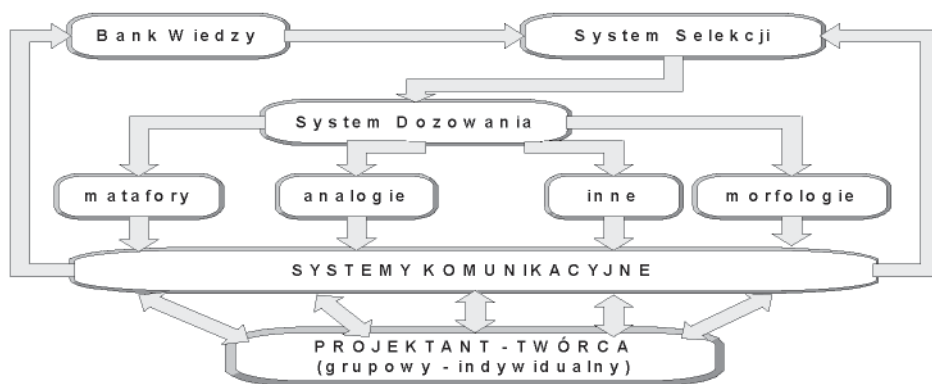 Bank Wiedzy
System Selekcji
System Dozowania
matafory
analogie
inne
morfologie
SYSTEMY KOMUNIKACYJNE
PROJEKTANT - TWÓRCA
(grupowy - indywidualny)